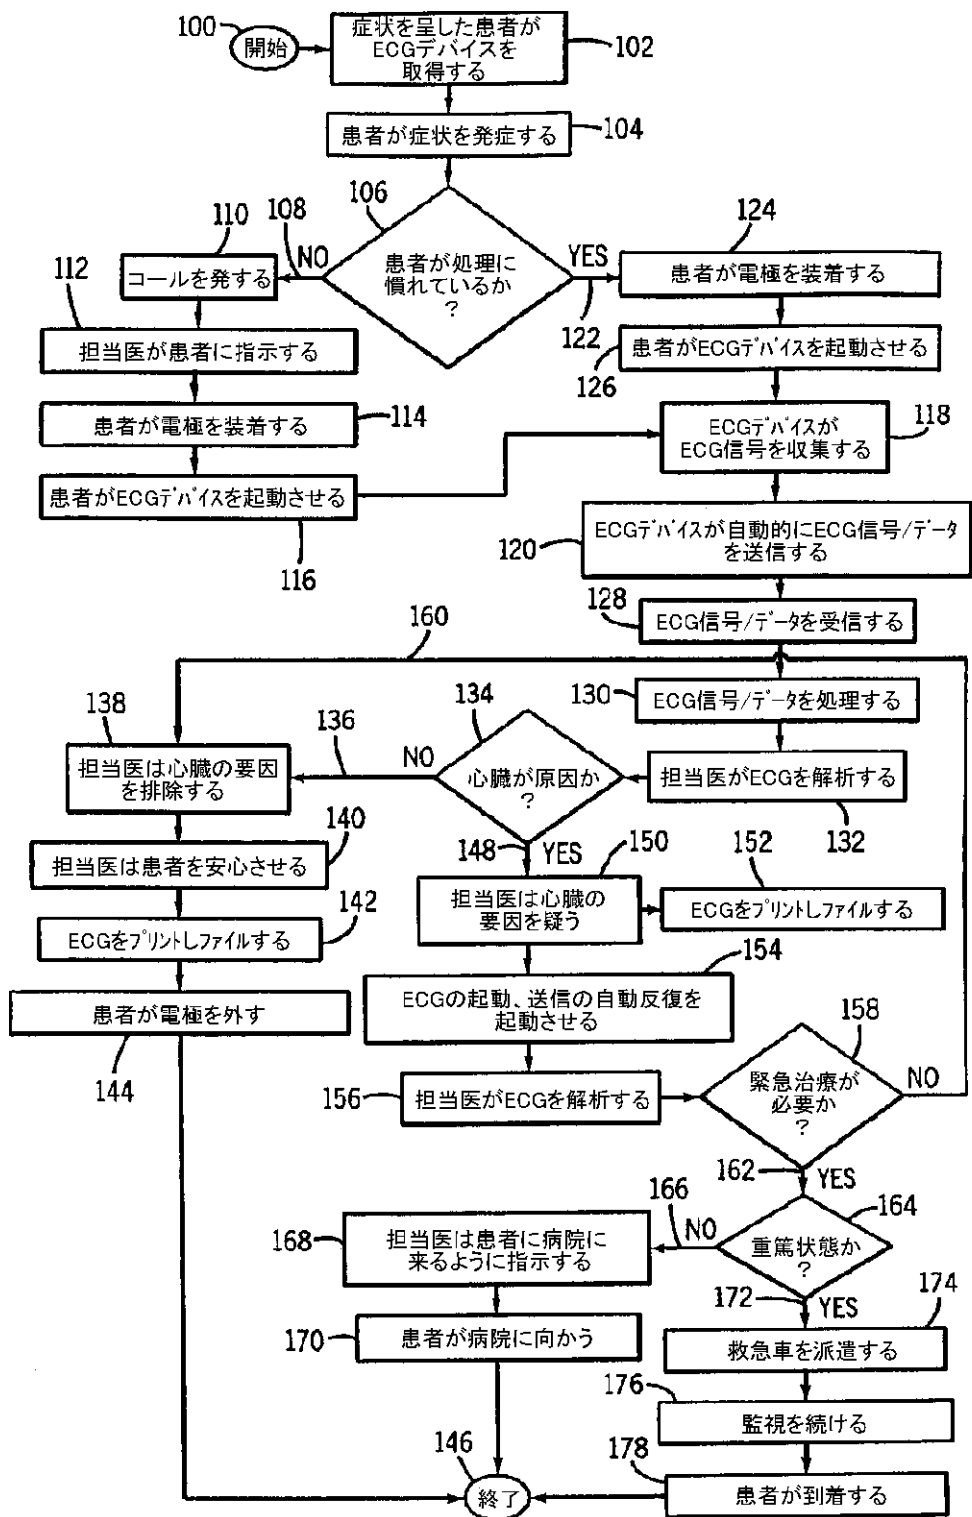 100
開始
症状を呈した患者が
ECGデバイスを
取得する
102
患者が症状を発症する
104
106
108
110
NO
YES
124
コールを発する
患者が処理に
慣れているか
?
患者が電極を装着する
112
122
担当医が患者に指示する
患者がECGデバイスを起動させる
126
患者が電極を装着する
114
ECGデバイスが
ECG信号を収集する
118
患者がECGデバイスを起動させる
116
ECGデバイスが自動的にECG信号/データ
を送信する
120
128
ECG信号/データを受信する
160
130
ECG信号/データを処理する
138
134
136
NO
担当医は心臓の要因
を排除する
心臓が原因か
?
担当医がECGを解析する
132
140
148
YES
150
152
担当医は患者を安心させる
担当医は心臓の
要因を疑う
ECGをプリントしファイルする
142
ECGをプリントしファイルする
154
ECGの起動、送信の自動反復を
起動させる
患者が電極を外す
144
158
156
担当医がECGを解析する
緊急治療が
必要か
?
NO
162
YES
166
164
NO
168
担当医は患者に病院に
来るように指示する
重篤状態か
?
172
YES
174
170
患者が病院に向かう
救急車を派遣する
176
監視を続ける
146
178
終了
患者が到着する